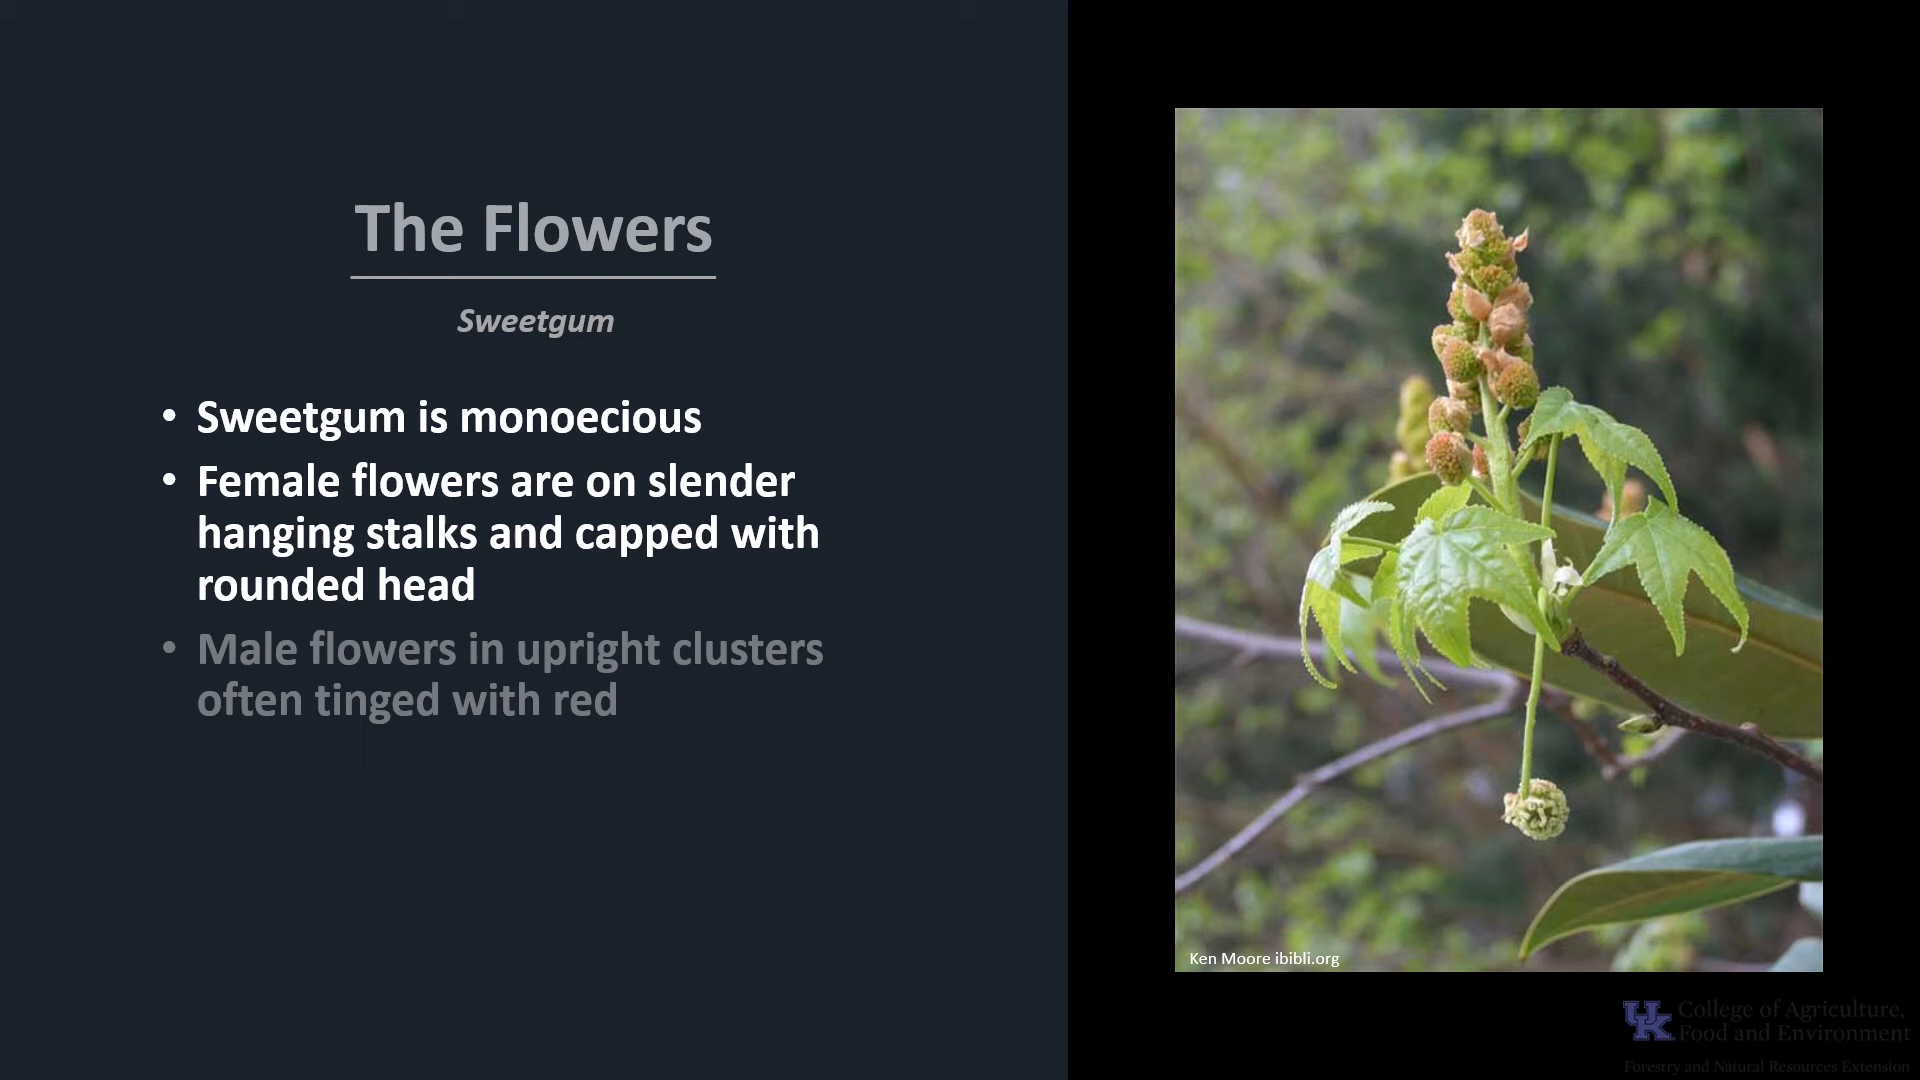 The Flowers
Sweetgum
• Sweetgum is monoecious
• Female flowers are on slender
hanging stalks and capped with
rounded head
• Male flowers in upright clusters
often tinged with red
Ken Moore ibibli.org
UK College of Agriculture,
Food and Environment
Forestry and Natural Resources Extension